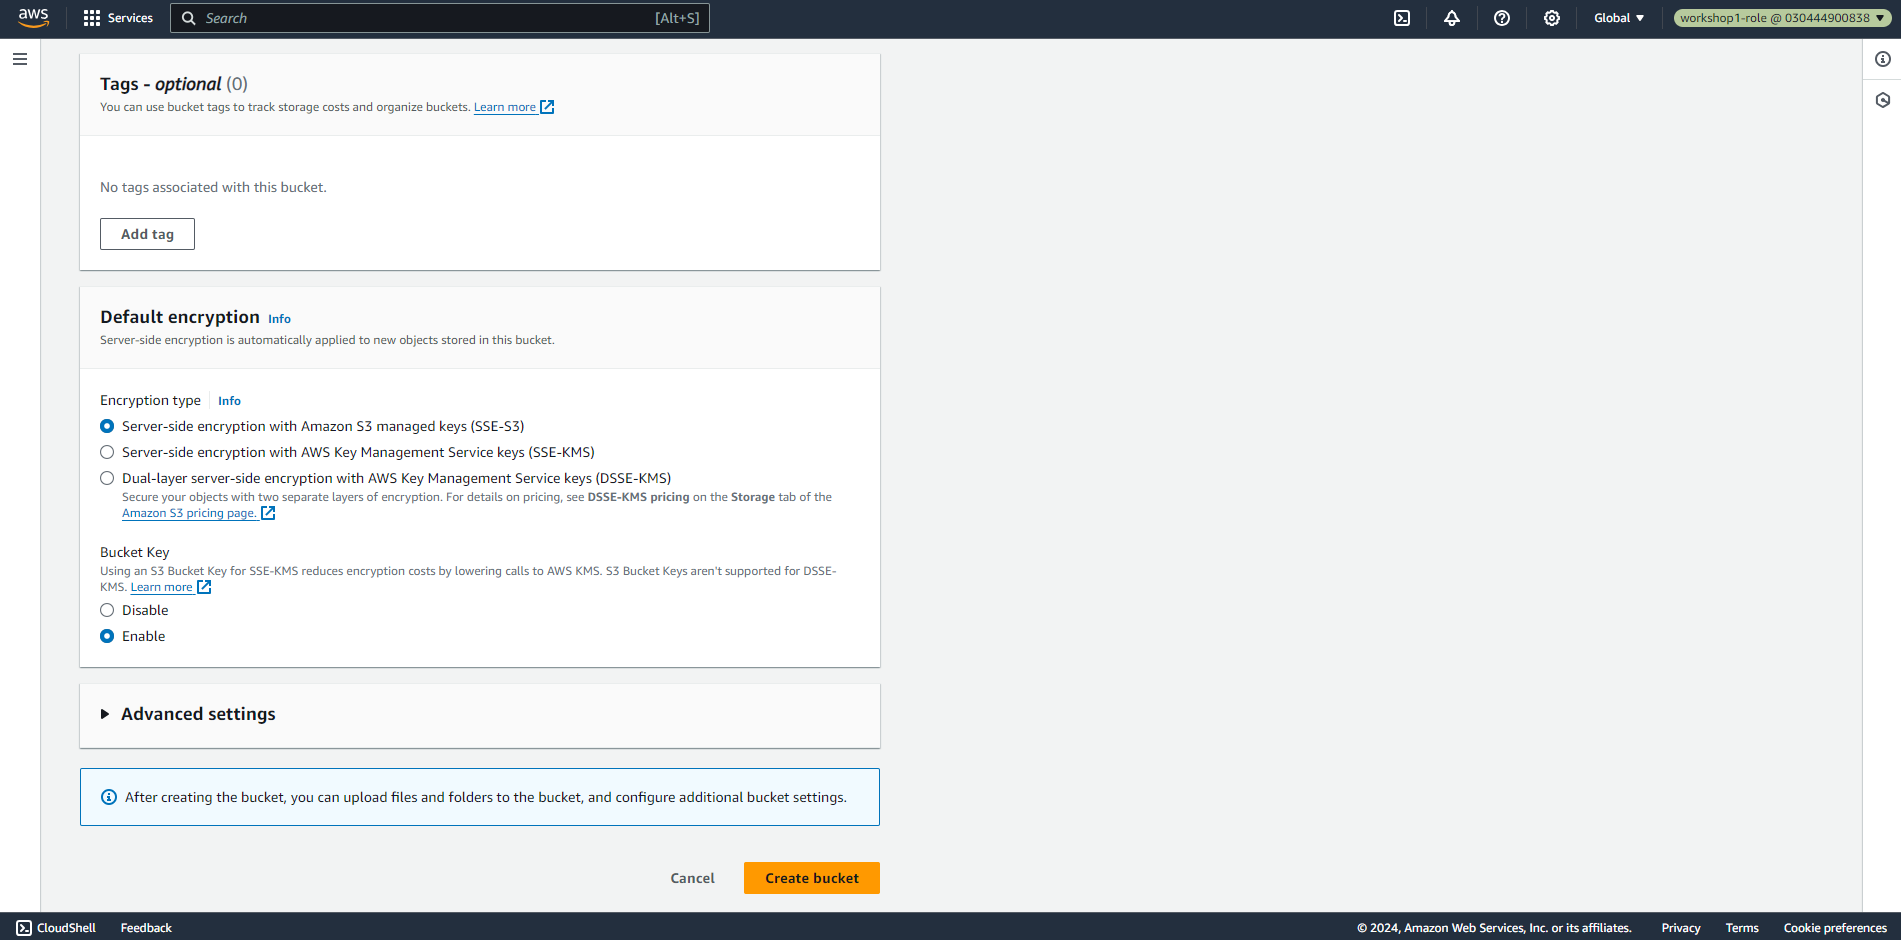 aws
Services
Search
[Alt+S]
Global
workshop1-role @ 030444900838
Tags - optional (0)
You can use bucket tags to track storage costs and organize buckets. Learn more
No tags associated with this bucket.
Add tag
Default encryption Info
Server-side encryption is automatically applied to new objects stored in this bucket.
Encryption type Info
Server-side encryption with Amazon S3 managed keys (SSE-S3)
Server-side encryption with AWS Key Management Service keys (SSE-KMS)
Dual-layer server-side encryption with AWS Key Management Service keys (DSSE-KMS)
Secure your objects with two separate layers of encryption. For details on pricing, see DSSE-KMS pricing on the Storage tab of the
Amazon S3 pricing page.
Bucket Key
Using an S3 Bucket Key for SSE-KMS reduces encryption costs by lowering calls to AWS KMS. S3 Bucket Keys aren't supported for DSSE-
KMS. Learn more
Disable
Enable
Advanced settings
After creating the bucket, you can upload files and folders to the bucket, and configure additional bucket settings.
Cancel
Create bucket
CloudShell
Feedback
© 2024, Amazon Web Services, Inc. or its affiliates.
Privacy
Terms
Cookie preferences